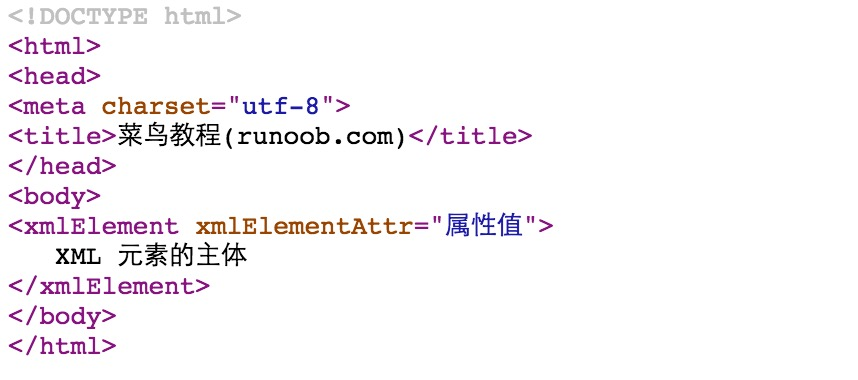 <!DOCTYPE html>
<html>
<head>
<meta charset="utf-8">
<title>菜鸟教程(runoob.com)</title>
</head>
<body>
<xmlElement xmlElementAttr="属性值">
   XML 元素的主体
</xmlElement>
</body>
</html>